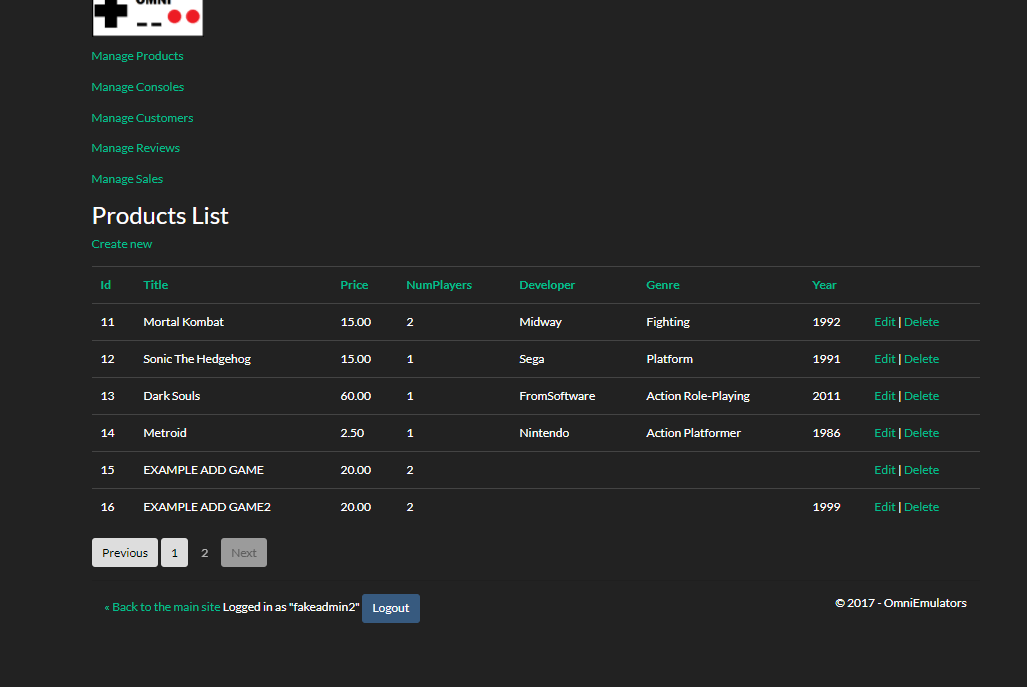 OMNI
Manage Products
Manage Consoles
Manage Customers
Manage Reviews
Manage Sales
Products List
Create new
Id Title Price NumPlayers Developer Genre Year
11 Mortal Kombat 15.00 2 Midway Fighting 1992 Edit | Delete
12 Sonic The Hedgehog 15.00 1 Sega Platform 1991 Edit | Delete
13 Dark Souls 60.00 1 FromSoftware Action Role-Playing 2011 Edit | Delete
14 Metroid 2.50 1 Nintendo Action Platformer 1986 Edit | Delete
15 EXAMPLE ADD GAME 20.00 2 Edit | Delete
16 EXAMPLE ADD GAME2 20.00 2 1999 Edit | Delete
Previous 1 2 Next
« Back to the main site Logged in as "fakeadmin2" Logout © 2017 - OmniEmulators